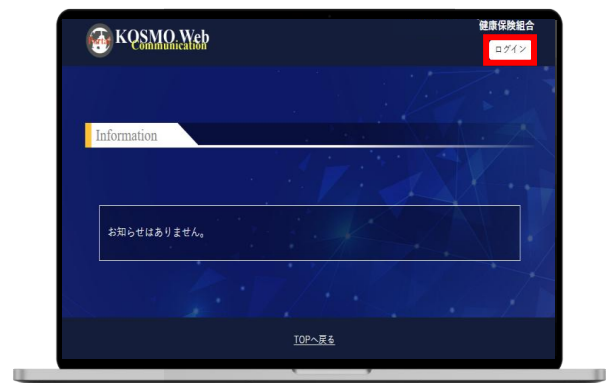 KOSMO Web
Communication
健康保険組合
ログイン
Information
お知らせはありません。
TOPへ戻る